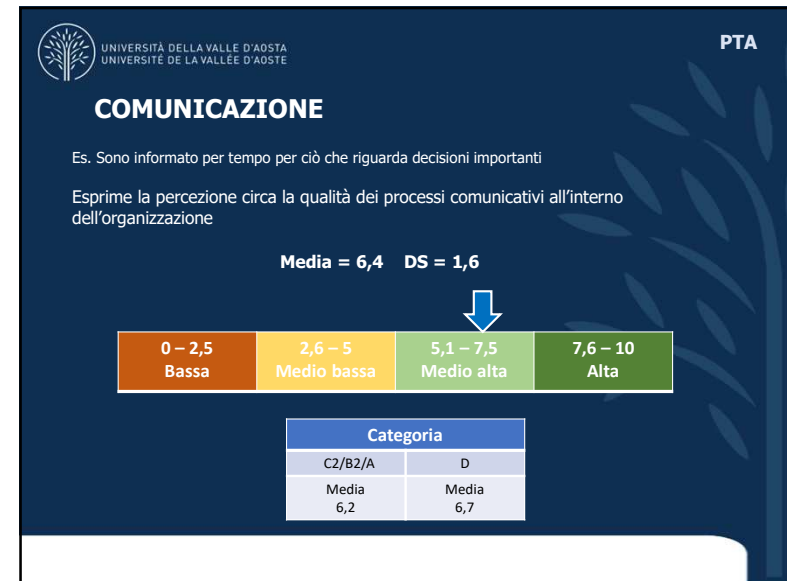 UNIVERSITÀ DELLA VALLE D'AOSTA
UNIVERSITÉ DE LA VALLÉE D'AOSTE
PTA
COMUNICAZIONE
Es. Sono informato per tempo per ciò che riguarda decisioni importanti
Esprime la percezione circa la qualità dei processi comunicativi all'interno
dell'organizzazione
Media = 6,4 DS = 1,6
0 – 2,5 2,6 – 5 5,1 – 7,5 7,6 – 10
Bassa Medio bassa Medio alta Alta
Categoria
C2/B2/A D
Media Media
6,2 6,7